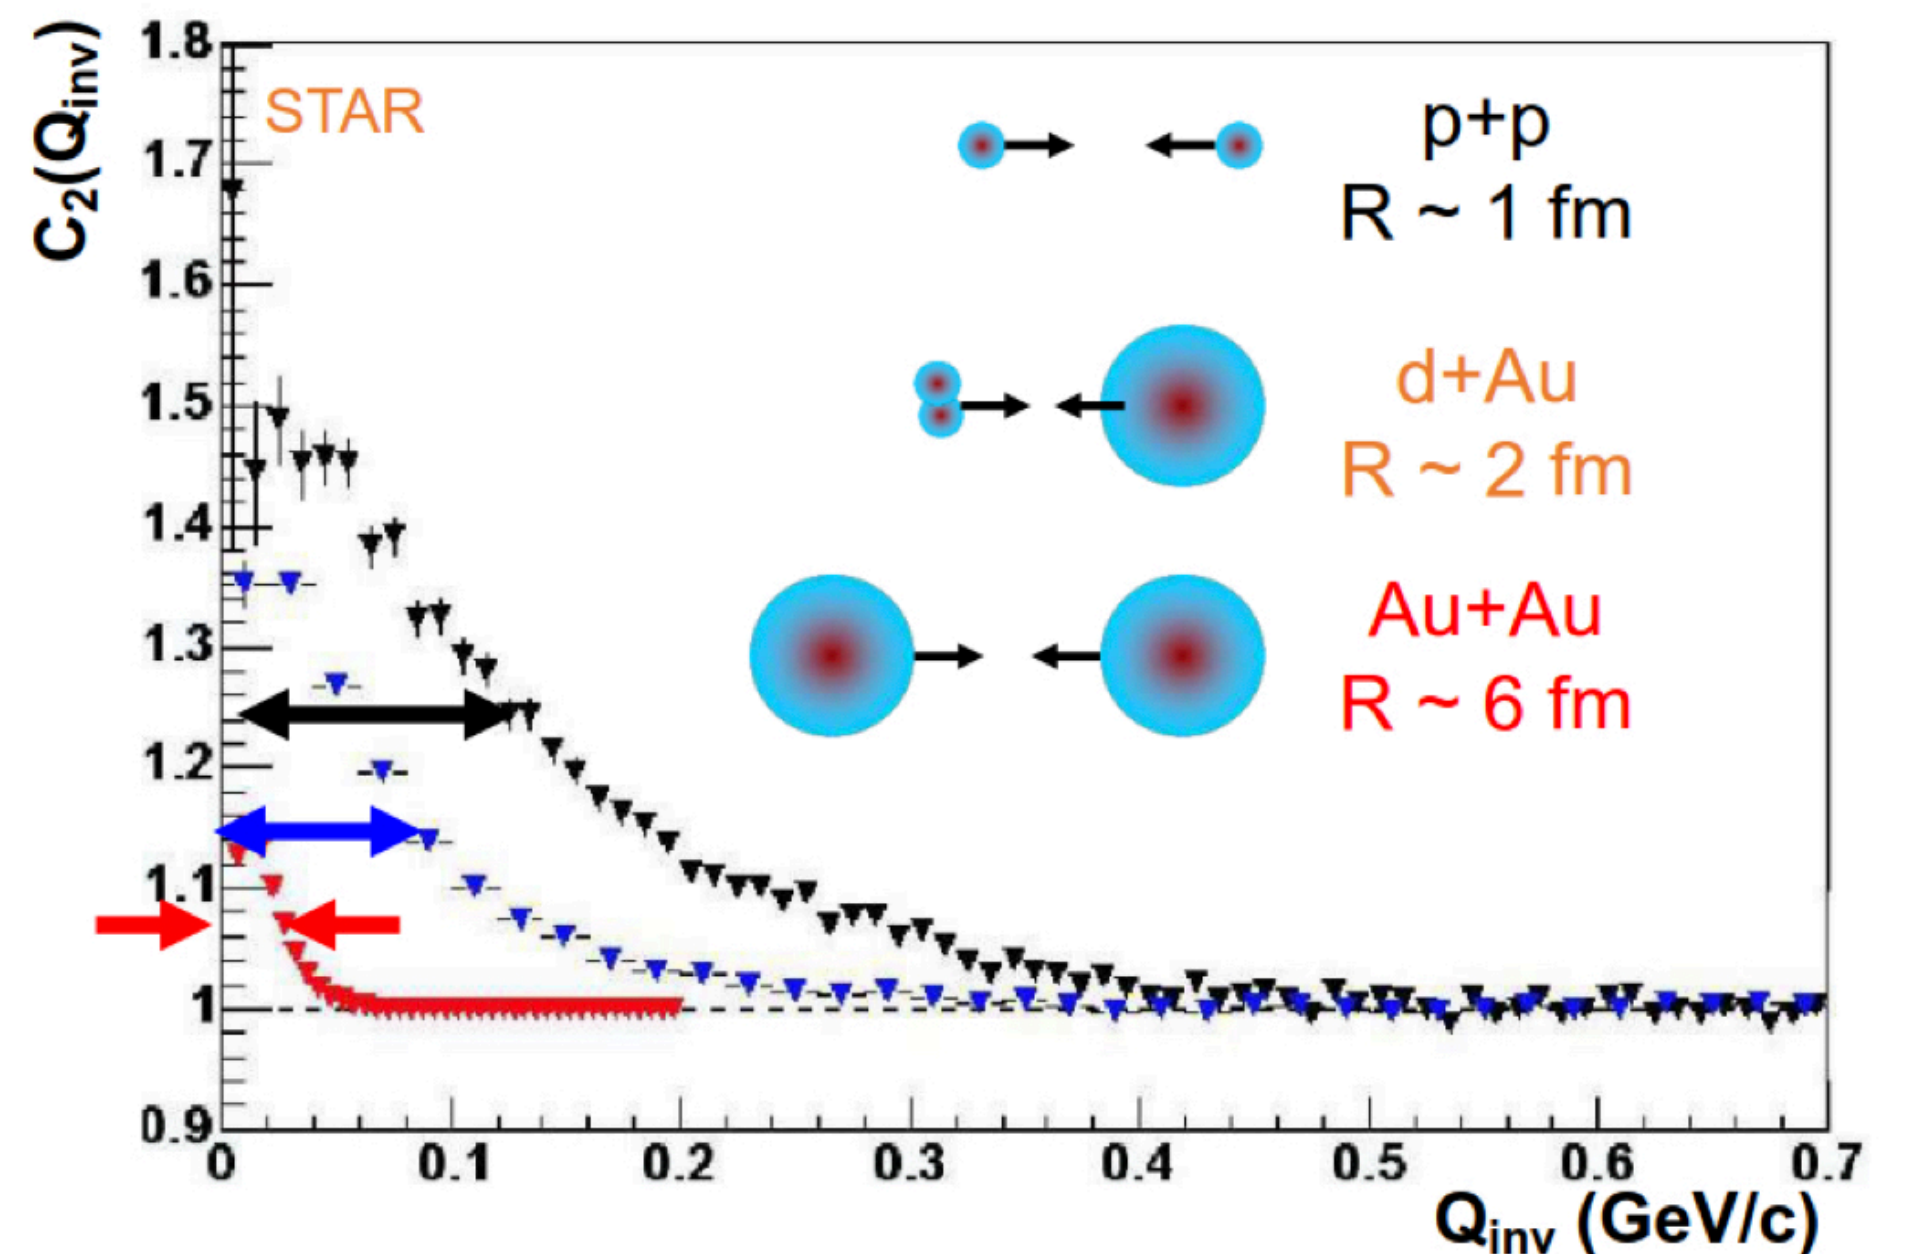 C2(Qinv)
STAR
p+p
R ~ 1 fm
d+Au
R ~ 2 fm
Au+Au
R ~ 6 fm
1.8
1.7
1.6
1.5
1.4
1.3
1.2
1.1
1
0.9
0 0.1 0.2 0.3 0.4 0.5 0.6 0.7
Qinv (GeV/c)